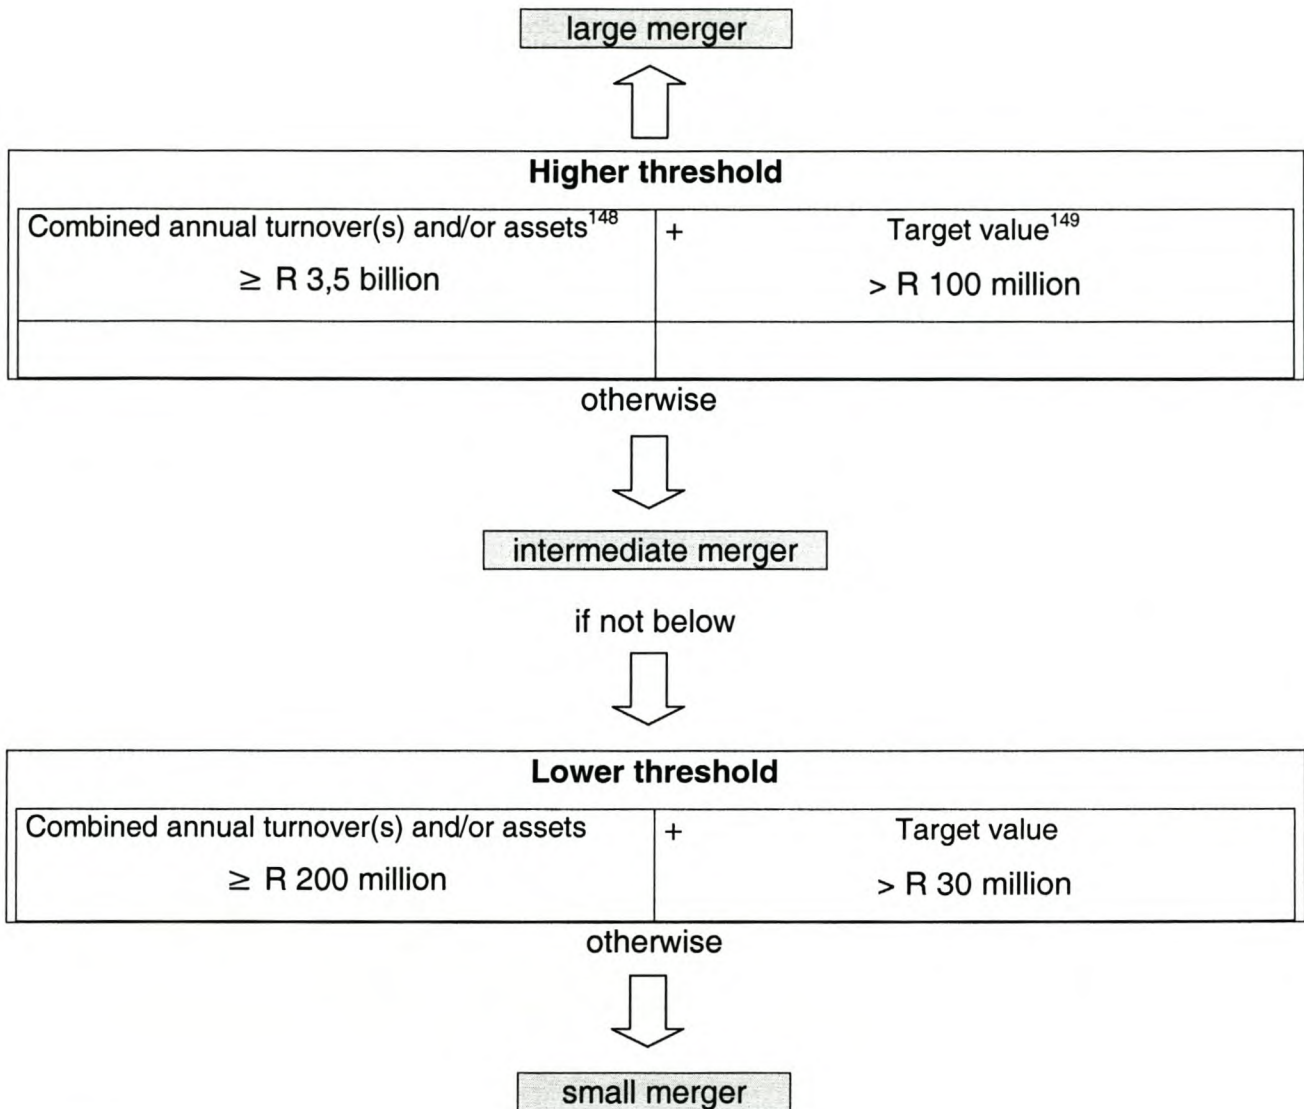 large merger
Higher threshold
Combined annual turnover(s) and/or assets148
≥ R 3,5 billion
+ Target value149
> R 100 million
otherwise
intermediate merger
if not below
Lower threshold
Combined annual turnover(s) and/or assets
≥ R 200 million
+ Target value
> R 30 million
otherwise
small merger